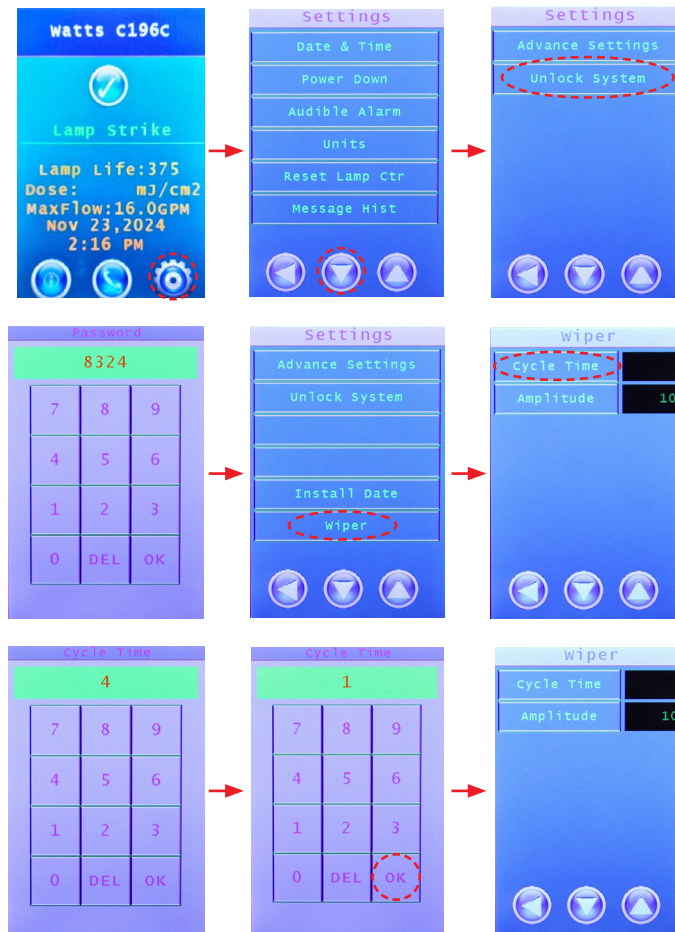 Watts C196C
Lamp Strike
Lamp Life:375
Dose: mJ/cm2
MaxFlow:16.0GPM
Nov 23,2024
2:16 PM
Settings
Date & Time
Power Down
Audible Alarm
Units
Reset Lamp Ctr
Message Hist
Settings
Advance Settings
Unlock System
Password
8324
7 8 9
4 5 6
1 2 3
0 DEL OK
Settings
Advance Settings
Unlock System
Install Date
Wiper
Wiper
Cycle Time
Amplitude 10
Cycle Time
4
7 8 9
4 5 6
1 2 3
0 DEL OK
Cycle Time
1
7 8 9
4 5 6
1 2 3
0 DEL OK
Wiper
Cycle Time
Amplitude 10